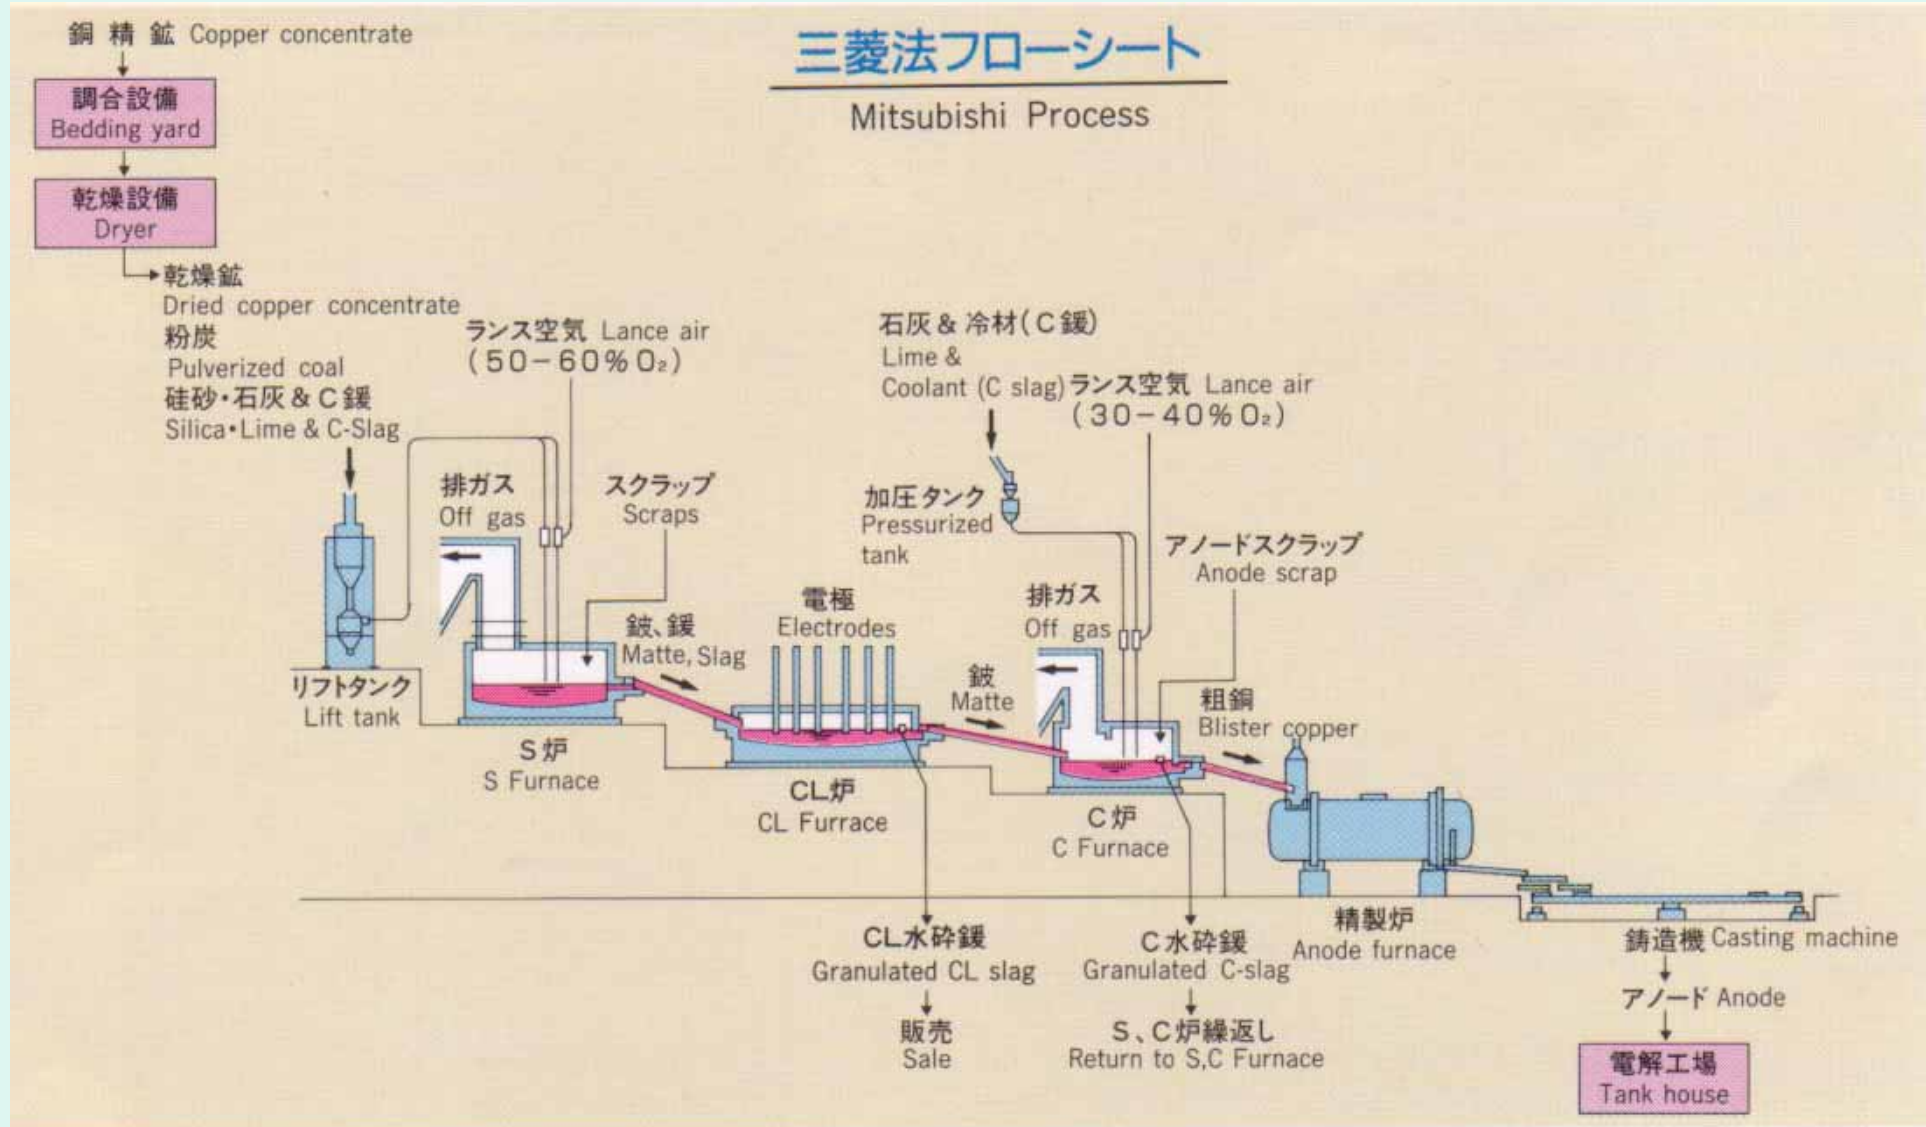 三菱法フローシート
Mitsubishi Process
銅精鉱 Copper concentrate
調合設備
Bedding yard
乾燥設備
Dryer
乾燥鉱
Dried copper concentrate
粉炭
Pulverized coal
硅砂・石灰 & C鍰
Silica・Lime & C-Slag
ランス空気 Lance air
(50-60% O₂)
排ガス
Off gas
スクラップ
Scraps
リフトタンク
Lift tank
鈹、鍰
Matte, Slag
S炉
S Furnace
電極
Electrodes
CL炉
CL Furrace
鈹
Matte
石灰 & 冷材(C鍰)
Lime &
Coolant (C slag)
ランス空気 Lance air
(30-40% O₂)
加圧タンク
Pressurized
tank
排ガス
Off gas
アノードスクラップ
Anode scrap
C炉
C Furnace
粗銅
Blister copper
CL水砕鍰
Granulated CL slag
販売
Sale
C水砕鍰
Granulated C-slag
S、C炉繰返し
Return to S,C Furnace
精製炉
Anode furnace
鋳造機 Casting machine
アノード Anode
電解工場
Tank house